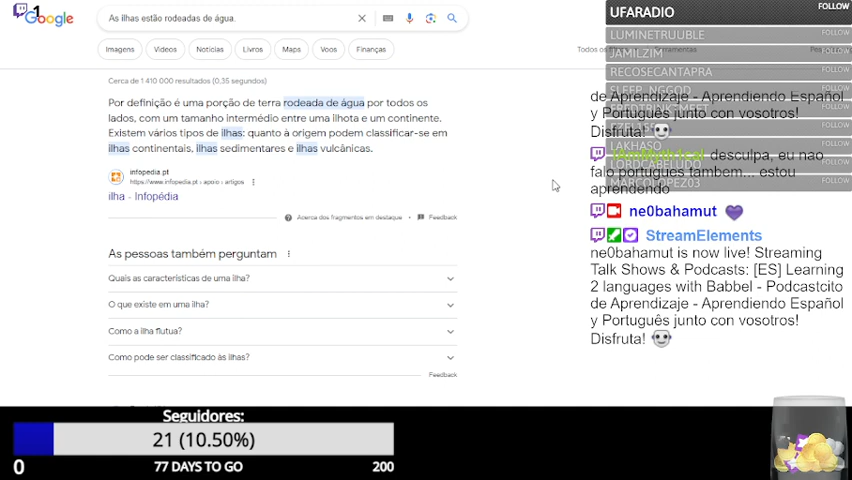 1
Google
As ilhas estão rodeadas de água.
Imagens
Vídeos
Notícias
Livros
Maps
Voos
Finanças
Cerca de 1 410 000 resultados (0,35 segundos)
Por definição é uma porção de terra rodeada de água por todos os
lados, com um tamanho intermédio entre uma ilhota e um continente.
Existem vários tipos de ilhas: quanto à origem podem classificar-se em
ilhas continentais, ilhas sedimentares e ilhas vulcânicas.
infopedia.pt
https://www.infopedia.pt › apoio › artigos
ilha - Infopédia
Acerca dos fragmentos em destaque
Feedback
As pessoas também perguntam
Quais as características de uma ilha?
O que existe em uma ilha?
Como a ilha flutua?
Como pode ser classificado às ilhas?
Feedback
UFARADIO FOLLOW
LUMINETRUUBLE FOLLOW
JAMILZIM FOLLOW
RECOSECANTAPRA FOLLOW
SLEEP_NGGOD FOLLOW
FOLLOW
FOLLOW
LAKHASO FOLLOW
LORDCABELUDO FOLLOW
MARCOLOPEZ03 FOLLOW
de Aprendizaje - Aprendiendo Español
y Português junto con vosotros!
Disfruta!
desculpa, eu nao
falo portugues tambem... estou
aprendendo
ne0bahamut
StreamElements
ne0bahamut is now live! Streaming
Talk Shows & Podcasts: [ES] Learning
2 languages with Babbel - Podcastcito
de Aprendizaje - Aprendiendo Español
y Português junto con vosotros!
Disfruta!
Seguidores:
21 (10.50%)
0 77 DAYS TO GO 200